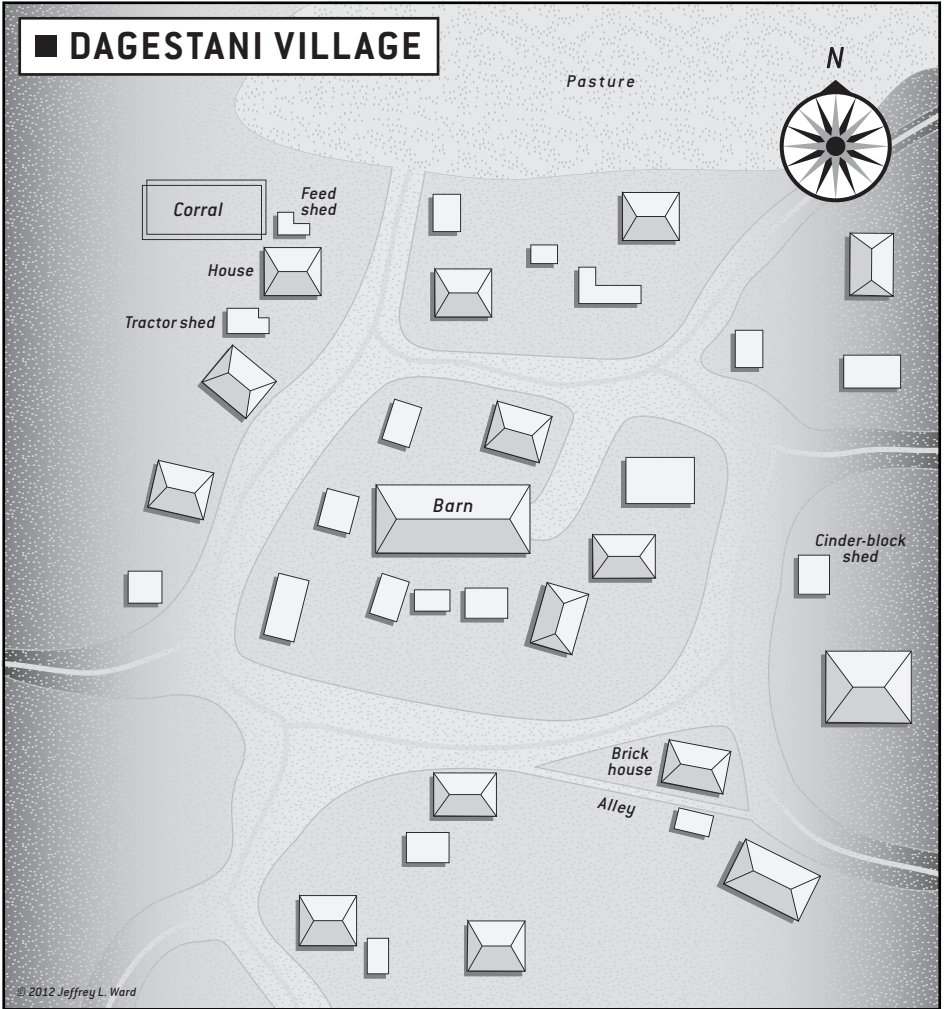 ■ DAGESTANI VILLAGE
N
Pasture
Corral
Feed
shed
House
Tractor shed
Barn
Cinder-block
shed
Brick
house
Alley
© 2012 Jeffrey L. Ward